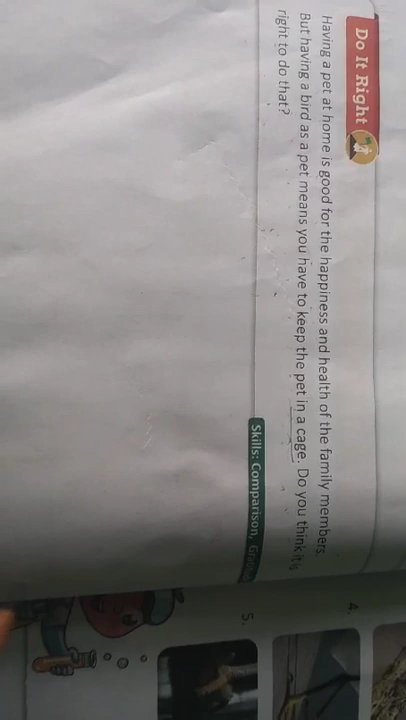 Do It Right
Having a pet at home is good for the happiness and health of the family members.
But having a bird as a pet means you have to keep the pet in a cage. Do you think it is
right to do that?
Skills: Comparison,
4.
5.